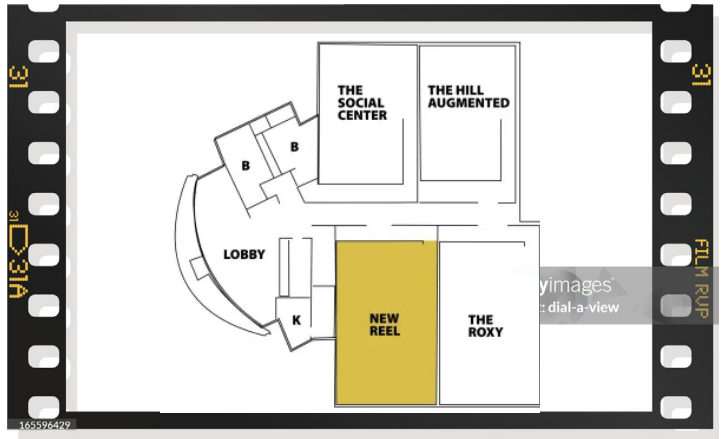 31
31
THE
SOCIAL
CENTER
THE HILL
AUGMENTED
B
B
31
31A
LOBBY
FILM
yimages
: dial-a-view
K
NEW
REEL
THE
ROXY
165596429